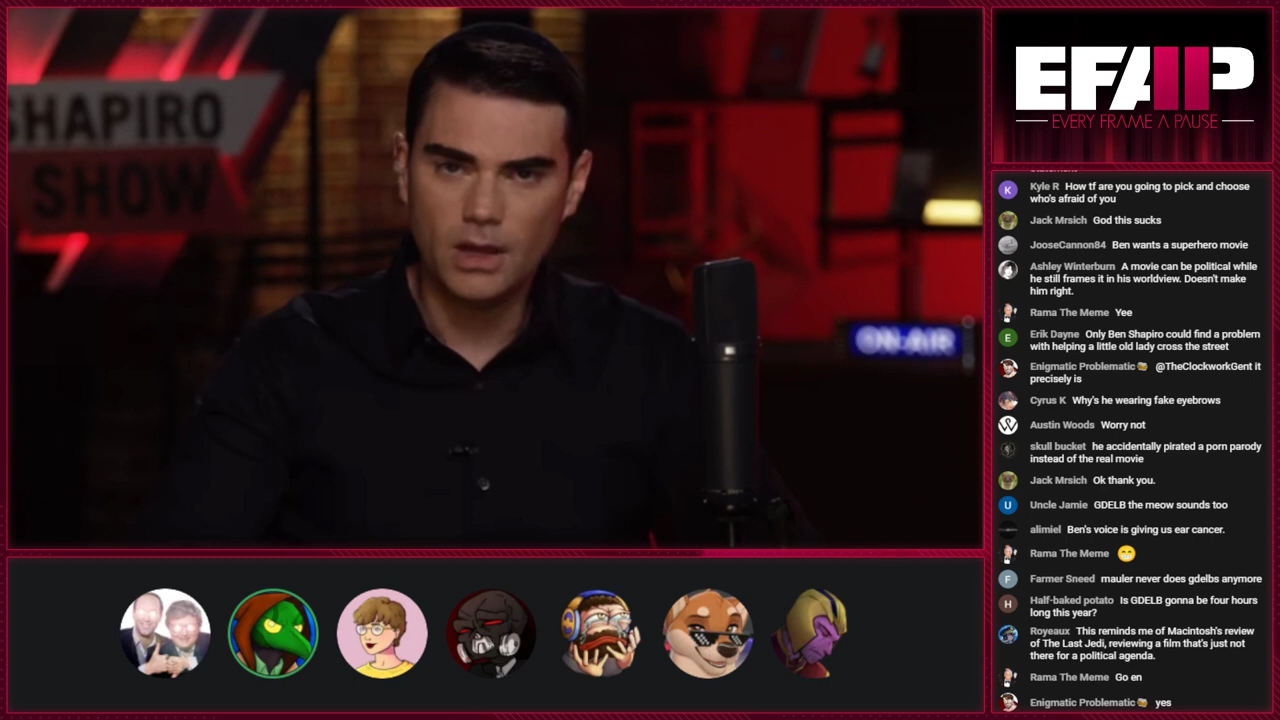 SHAPIRO
SHOW
ON-AIR
EFAP
EVERY FRAME A PAUSE
K
Kyle R How tf are you going to pick and choose
who's afraid of you
Jack Mrsich God this sucks
JooseCannon84 Ben wants a superhero movie
Ashley Winterburn A movie can be political while
he still frames it in his worldview. Doesn't make
him right.
Rama The Meme Yee
E
Erik Dayne Only Ben Shapiro could find a problem
with helping a little old lady cross the street
Enigmatic Problematic @TheClockworkGent it
precisely is
Cyrus K Why's he wearing fake eyebrows
Austin Woods Worry not
skull bucket he accidentally pirated a porn parody
instead of the real movie
Jack Mrsich Ok thank you.
U
Uncle Jamie GDELB the meow sounds too
alimiel Ben's voice is giving us ear cancer.
Rama The Meme 😁
F
Farmer Sneed mauler never does gdelbs anymore
H
Half-baked potato Is GDELB gonna be four hours
long this year?
Royeaux This reminds me of Macintosh's review
of The Last Jedi, reviewing a film that's just not
there for a political agenda.
Rama The Meme Go en
Enigmatic Problematic yes